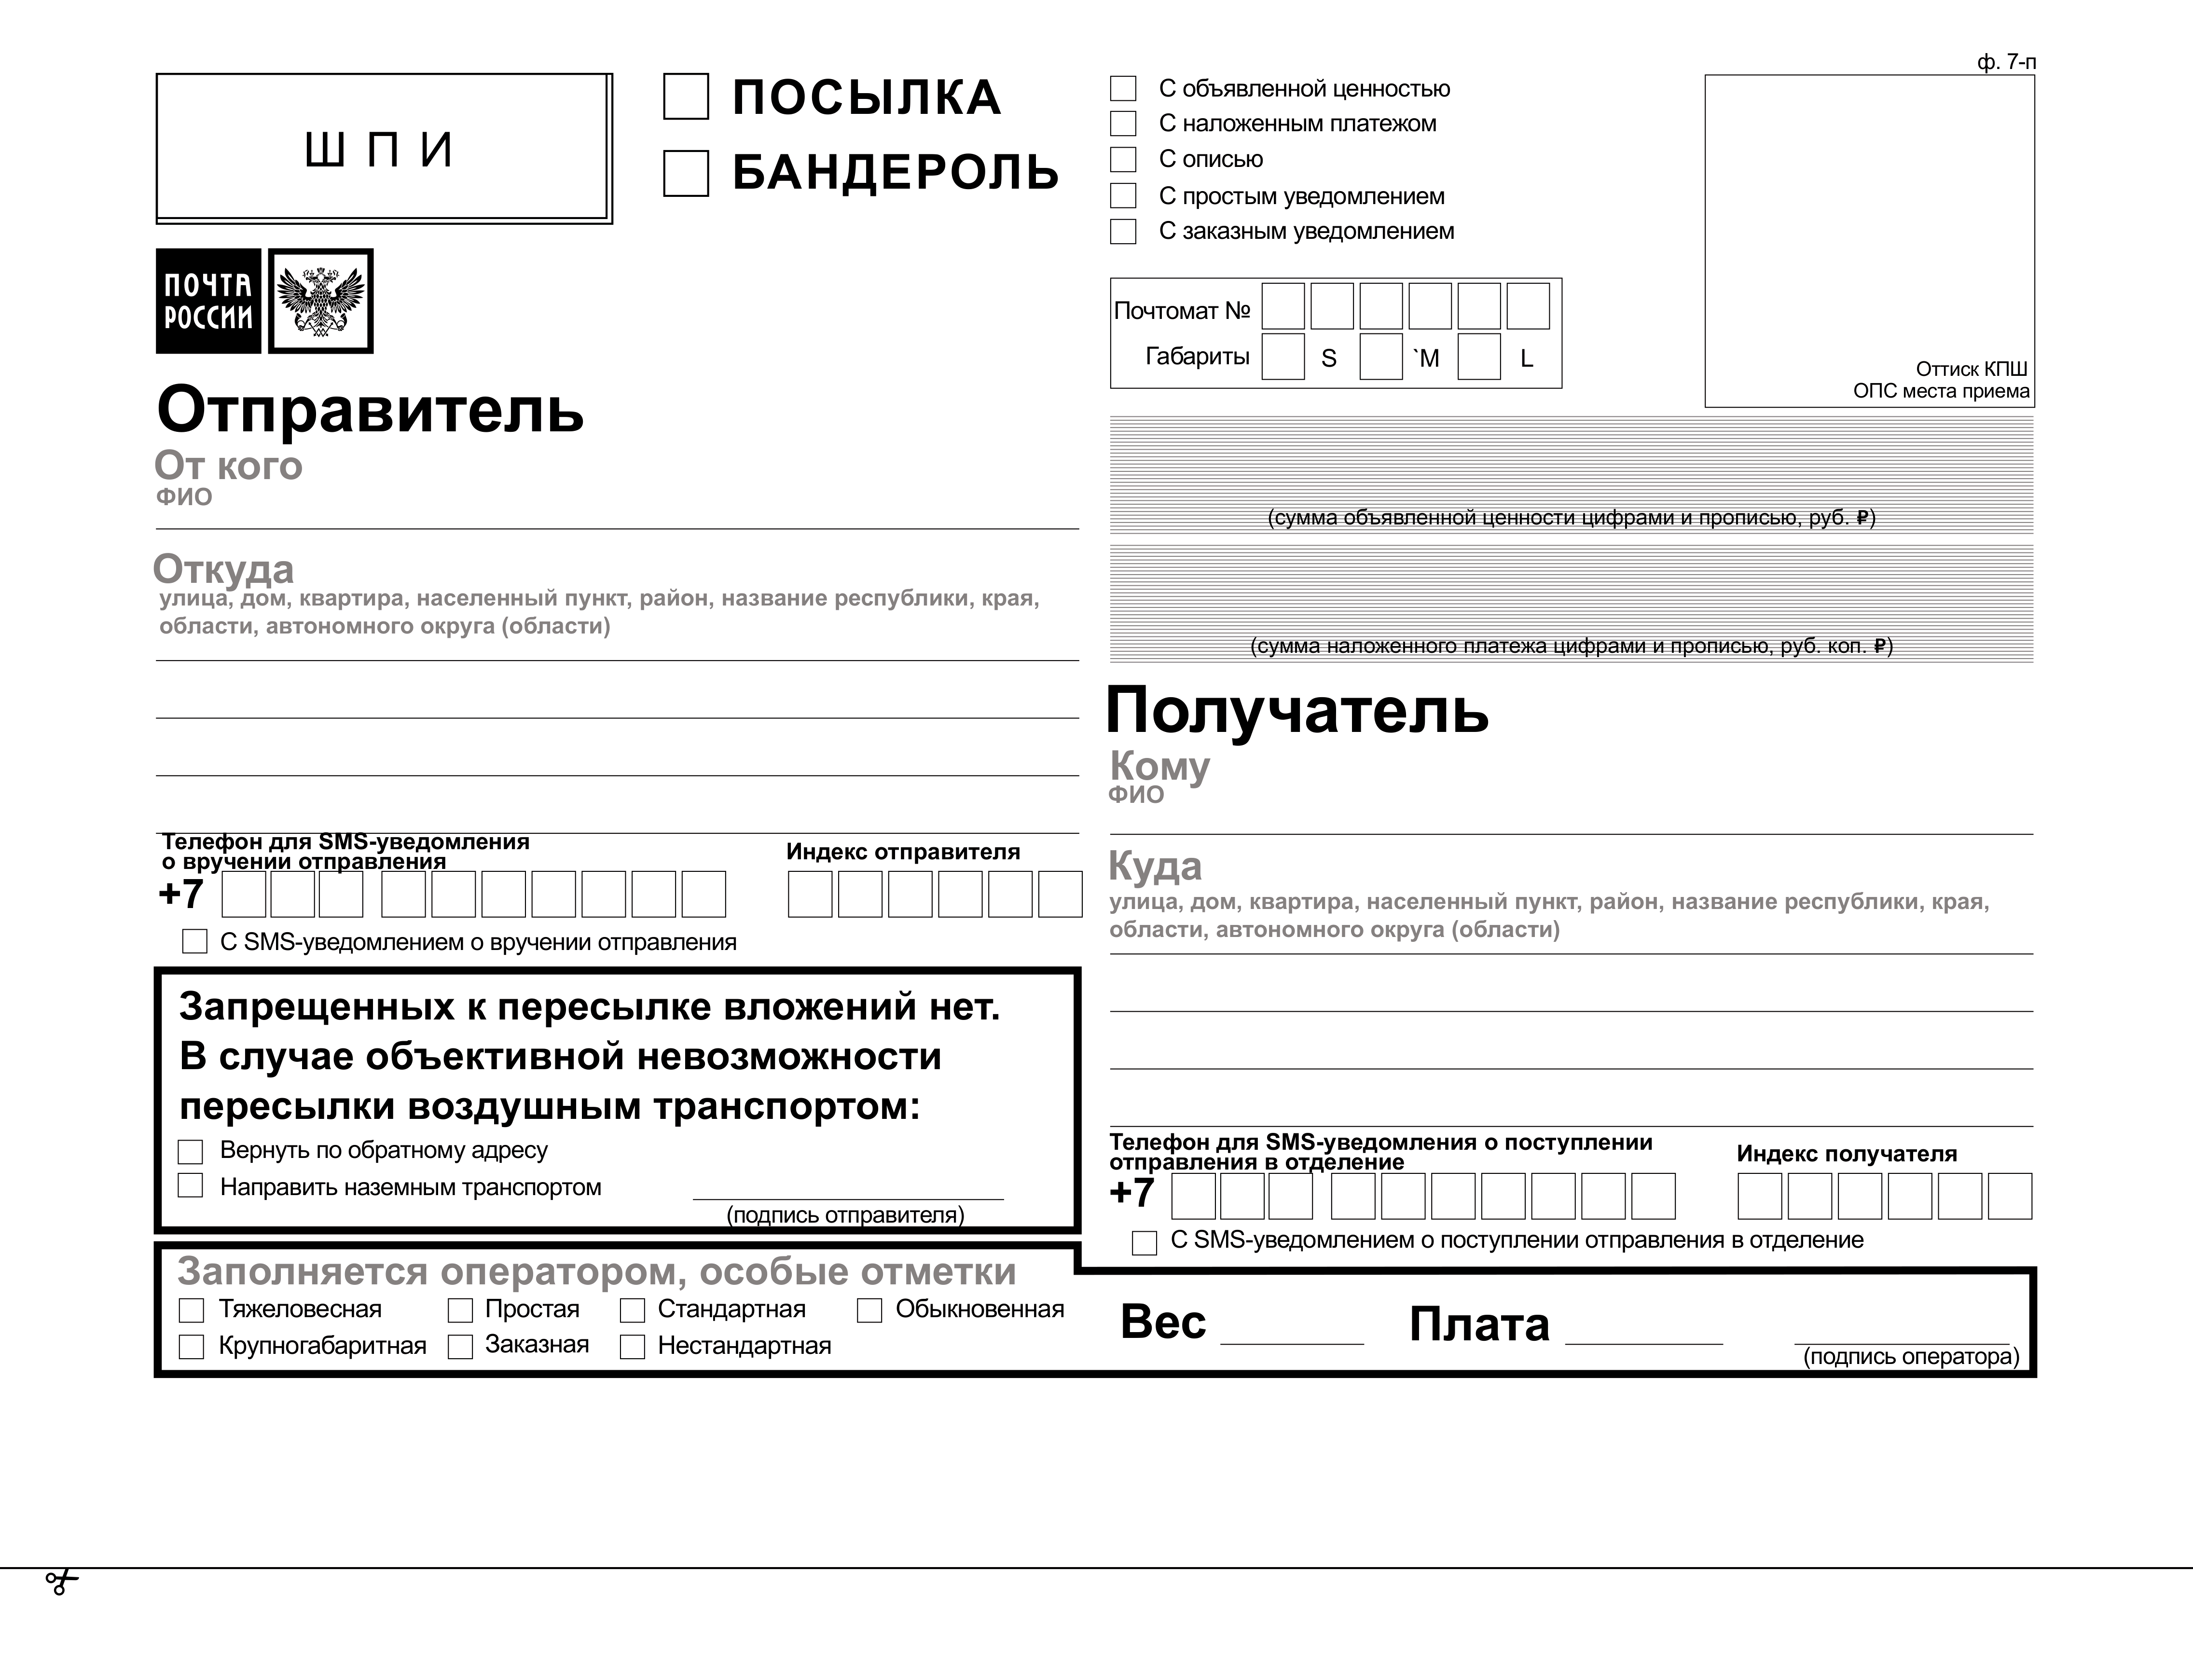 ф. 7-п
Ш П И
ПОСЫЛКА
БАНДЕРОЛЬ
С объявленной ценностью
С наложенным платежом
С описью
С простым уведомлением
С заказным уведомлением
ПОЧТА
РОССИИ
Почтомат №
Габариты S `М L
Оттиск КПШ
ОПС места приема
Отправитель
От кого
ФИО
Откуда
улица, дом, квартира, населенный пункт, район, название республики, края,
области, автономного округа (области)
Телефон для SMS-уведомления
о вручении отправления
Индекс отправителя
+7
С SMS-уведомлением о вручении отправления
(сумма объявленной ценности цифрами и прописью, руб. ₽)
(сумма наложенного платежа цифрами и прописью, руб. коп. ₽)
Получатель
Кому
ФИО
Куда
улица, дом, квартира, населенный пункт, район, название республики, края,
области, автономного округа (области)
Телефон для SMS-уведомления о поступлении
отправления в отделение
Индекс получателя
+7
С SMS-уведомлением о поступлении отправления в отделение
Запрещенных к пересылке вложений нет.
В случае объективной невозможности
пересылки воздушным транспортом:
Вернуть по обратному адресу
Направить наземным транспортом
(подпись отправителя)
Заполняется оператором, особые отметки
Тяжеловесная Простая Стандартная Обыкновенная
Крупногабаритная Заказная Нестандартная
Вес Плата
(подпись оператора)